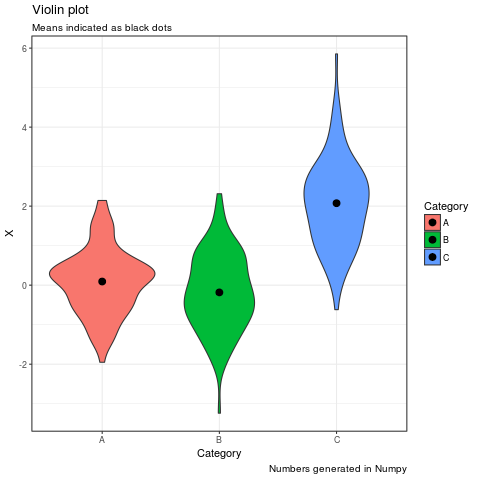 Violin plot
Means indicated as black dots
6
4
2
0
-2
X
A B C
Category
Category
A
B
C
Numbers generated in Numpy